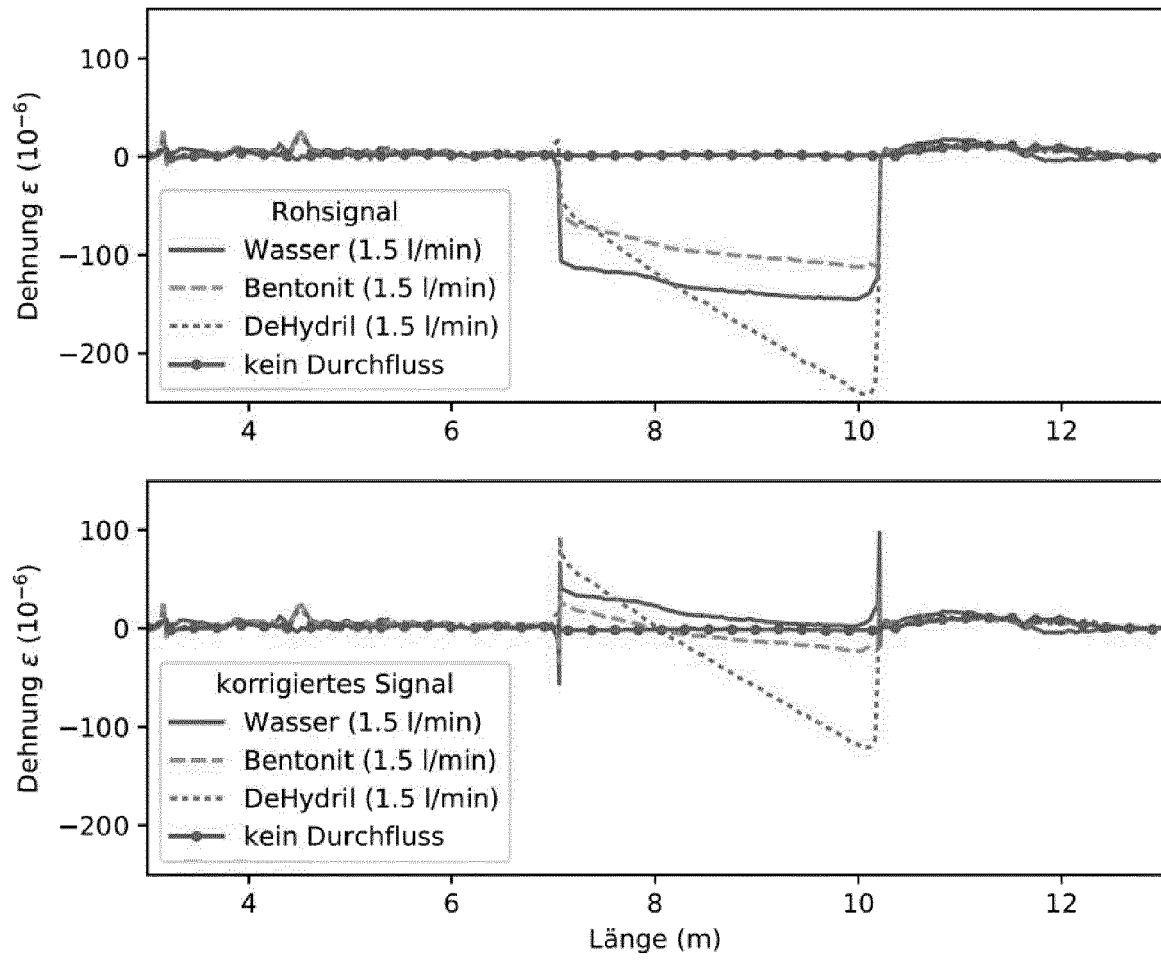 100
0
−100
−200
Dehnung ε (10⁻⁶)
Rohsignal
Wasser (1.5 l/min)
Bentonit (1.5 l/min)
DeHydril (1.5 l/min)
kein Durchfluss
4 6 8 10 12
100
0
−100
−200
Dehnung ε (10⁻⁶)
korrigiertes Signal
Wasser (1.5 l/min)
Bentonit (1.5 l/min)
DeHydril (1.5 l/min)
kein Durchfluss
4 6 8 10 12
Länge (m)